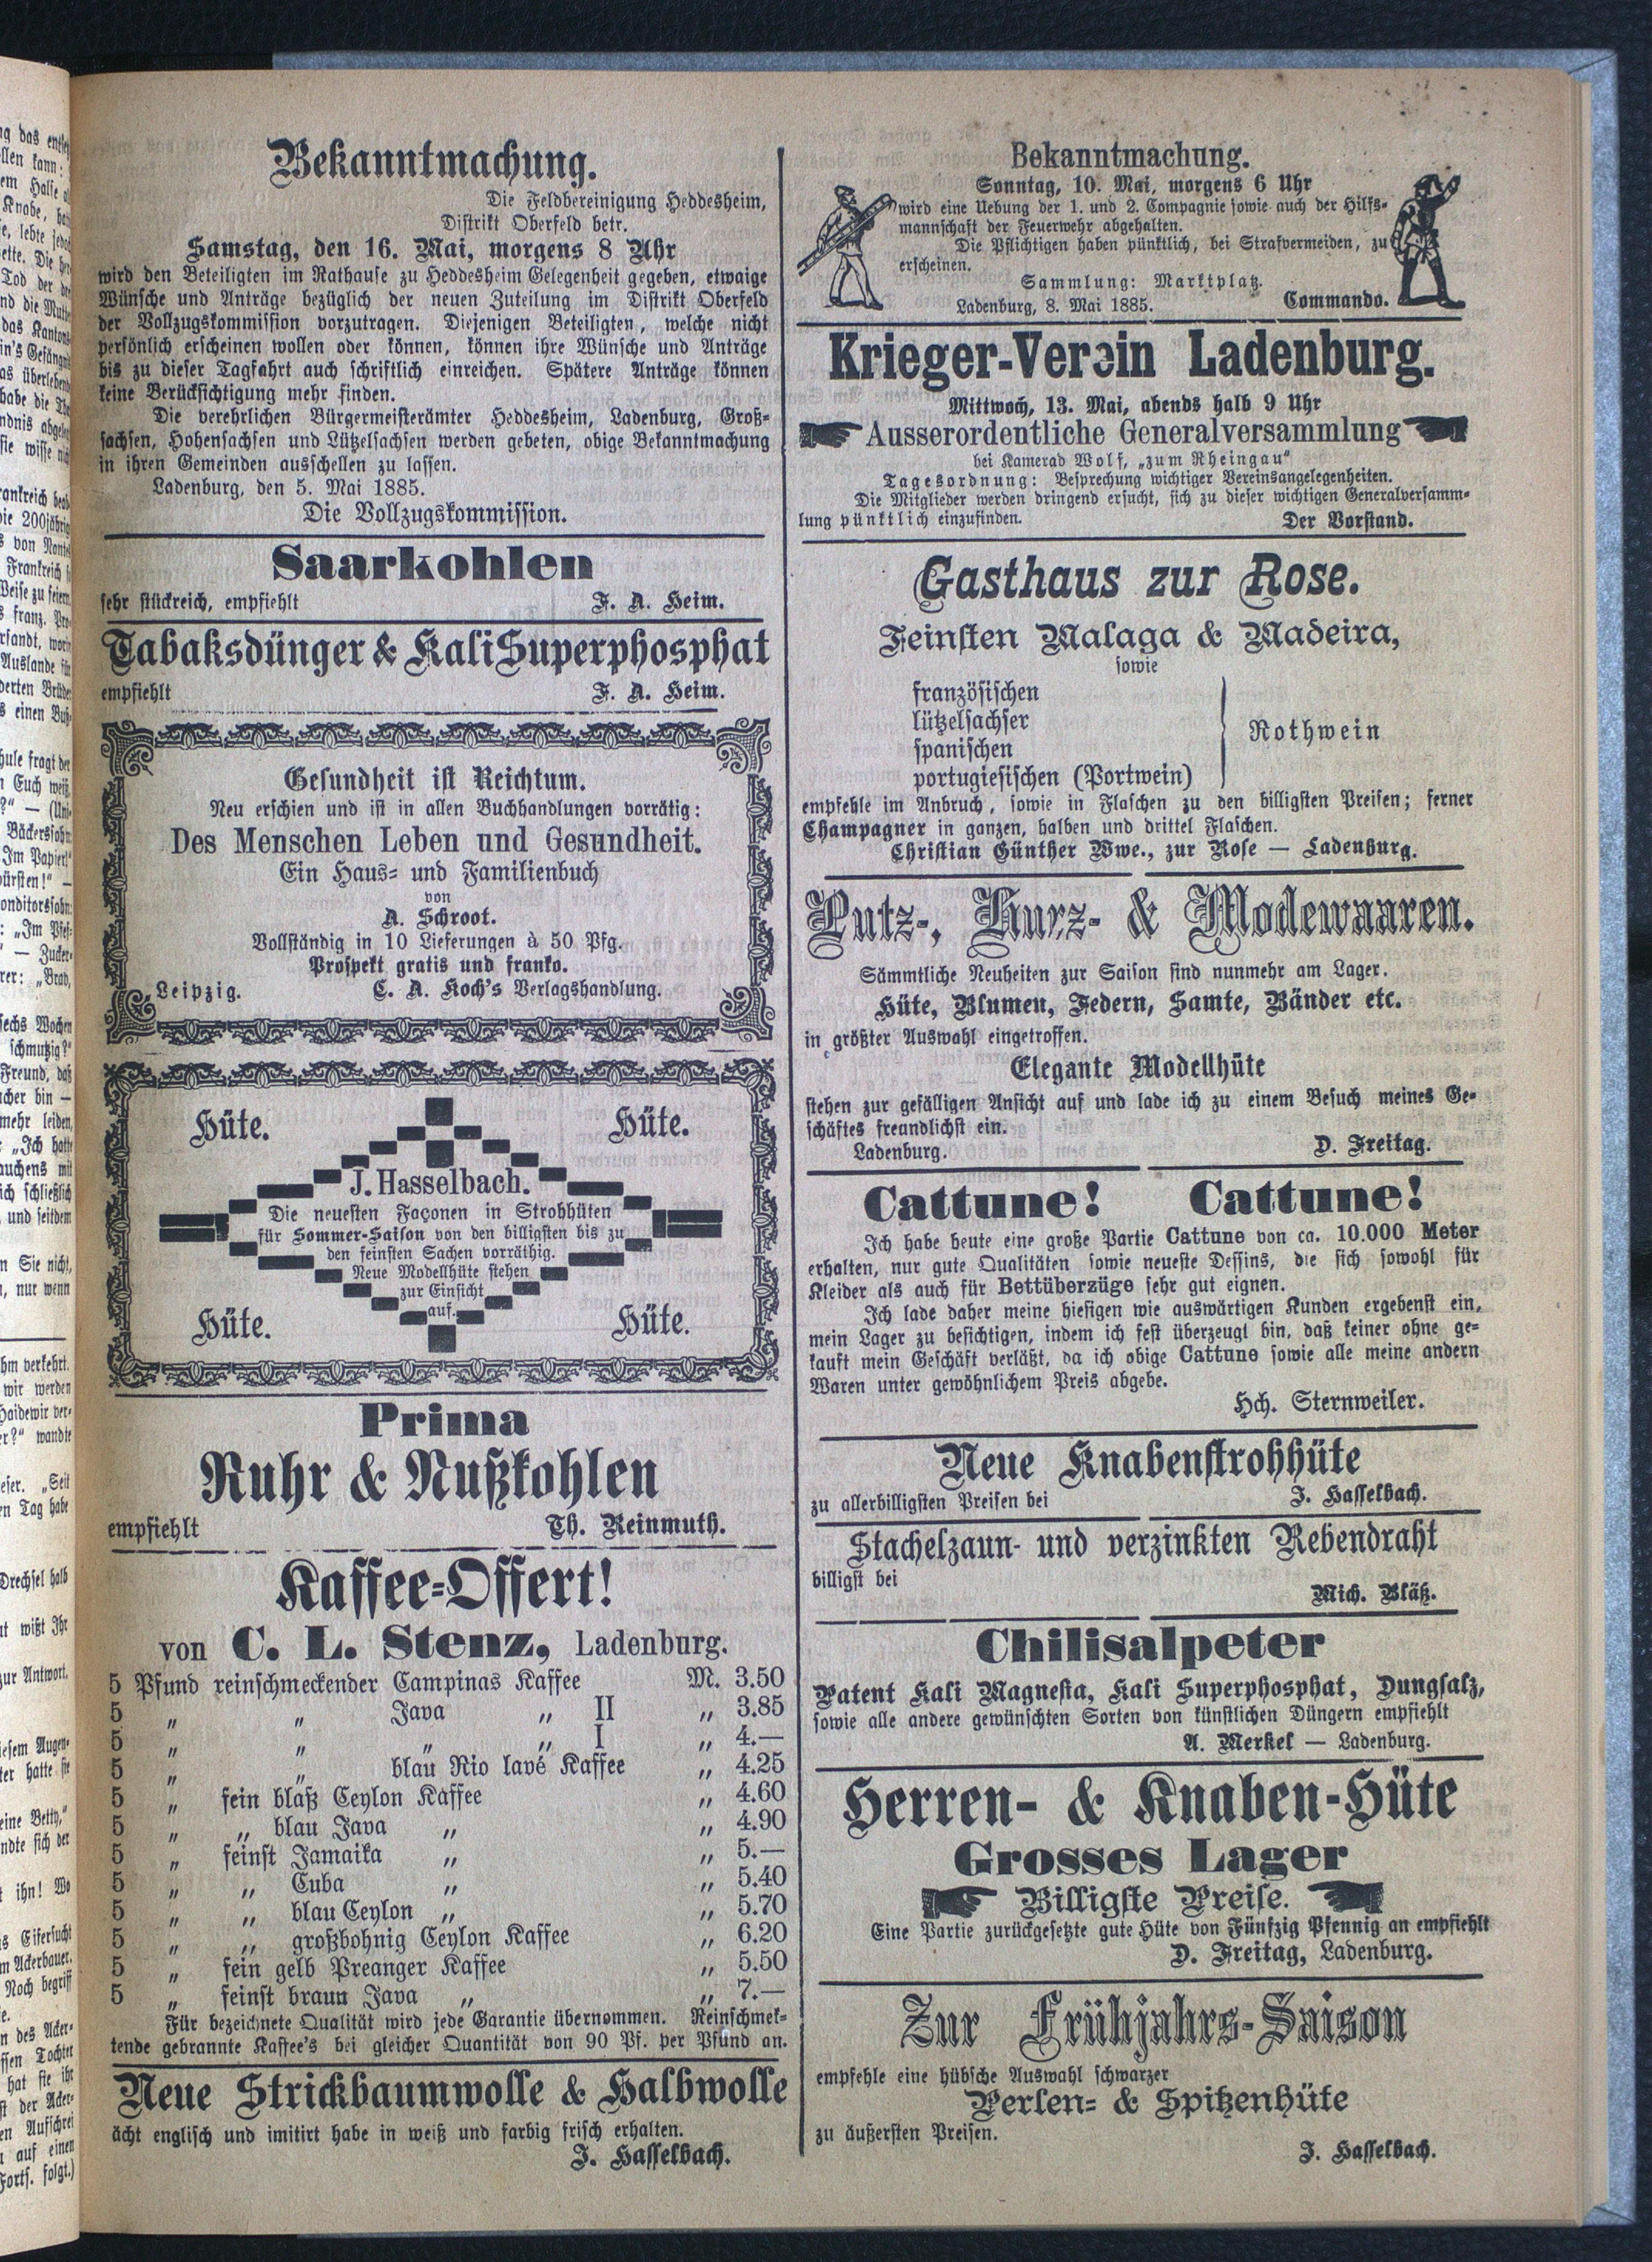 Bekanntmachung.
Die Feldbereinigung Heddesheim,
Distrikt Oberfeld betr.
Samstag, den 16. Mai, morgens 8 Uhr
wird den Beteiligten im Rathause zu Heddesheim Gelegenheit gegeben, etwaige
Wünsche und Anträge bezüglich der neuen Zuteilung im Distrikt Oberfeld
der Vollzugskommission vorzutragen. Diejenigen Beteiligten, welche nicht
persönlich erscheinen wollen oder können, können ihre Wünsche und Anträge
bis zu dieser Tagfahrt auch schriftlich einreichen. Spätere Anträge können
keine Berücksichtigung mehr finden.
Die verehrlichen Bürgermeisterämter Heddesheim, Ladenburg, Groß-
sachsen, Hohensachsen und Lützelsachsen werden gebeten, obige Bekanntmachung
in ihren Gemeinden ausschellen zu lassen.
Ladenburg, den 5. Mai 1885.
Die Vollzugskommission.
Saarkohlen
sehr stückreich, empfiehlt F. A. Heim.
Tabaksdünger & Kali Superphosphat
empfiehlt F. A. Heim.
Gesundheit ist Reichtum.
Neu erschien und ist in allen Buchhandlungen vorrätig:
Des Menschen Leben und Gesundheit.
Ein Haus- und Familienbuch
von
A. Schroot.
Vollständig in 10 Lieferungen à 50 Pfg.
Prospekt gratis und franko.
Leipzig. C. A. Koch's Verlagshandlung.
Hüte. Hüte.
J. Hasselbach.
Die neuesten Façonen in Strohhüten
für Sommer-Saison von den billigsten bis zu
den feinsten Sachen vorräthig.
Neue Modellhüte stehen
zur Einsicht
auf.
Hüte. Hüte.
Prima
Ruhr & Nußkohlen
empfiehlt Th. Reinmuth.
Kaffee-Offert!
von C. L. Stenz, Ladenburg.
5 Pfund reinschmeckender Campinas Kaffee M. 3.50
5 „ „ Java „ II „ 3.85
5 „ „ „ „ I „ 4.—
5 „ „ blau Rio lavé Kaffee „ 4.25
5 „ fein blaß Ceylon Kaffee „ 4.60
5 „ „ blau Java „ „ 4.90
5 „ feinst Jamaika „ „ 5.—
5 „ „ Cuba „ „ 5.40
5 „ „ blau Ceylon „ „ 5.70
5 „ „ großbohnig Ceylon Kaffee „ 6.20
5 „ fein gelb Preanger Kaffee „ 5.50
5 „ feinst braun Java „ „ 7.—
Für bezeichnete Qualität wird jede Garantie übernommen. Reinschmek-
kende gebrannte Kaffee's bei gleicher Quantität von 90 Pf. per Pfund an.
Neue Strickbaumwolle & Halbwolle
ächt englisch und imitirt habe in weiß und farbig frisch erhalten.
J. Hasselbach.
Bekanntmachung.
Sonntag, 10. Mai, morgens 6 Uhr
wird eine Uebung der 1. und 2. Compagnie sowie auch der Hilfs-
mannschaft der Feuerwehr abgehalten.
Die Pflichtigen haben pünktlich, bei Strafvermeiden, zu
erscheinen.
Sammlung: Marktplatz.
Ladenburg, 8. Mai 1885. Commando.
Krieger-Verein Ladenburg.
Mittwoch, 13. Mai, abends halb 9 Uhr
Ausserordentliche Generalversammlung
bei Kamerad Wolf, „zum Rheingau“
Tagesordnung: Besprechung wichtiger Vereinsangelegenheiten.
Die Mitglieder werden dringend ersucht, sich zu dieser wichtigen Generalversamm-
lung pünktlich einzufinden. Der Vorstand.
Gasthaus zur Rose.
Feinsten Malaga & Madeira,
sowie
französischen
lützelsachser
spanischen
portugiesischen (Portwein)
Rothwein
empfehle im Anbruch, sowie in Flaschen zu den billigsten Preisen; ferner
Champagner in ganzen, halben und drittel Flaschen.
Christian Günther Wwe., zur Rose — Ladenburg.
Putz-, Kurz- & Modewaaren.
Sämmtliche Neuheiten zur Saison sind nunmehr am Lager.
Hüte, Blumen, Federn, Samte, Bänder etc.
in größter Auswahl eingetroffen.
Elegante Modellhüte
stehen zur gefälligen Ansicht auf und lade ich zu einem Besuch meines Ge-
schäftes freundlichst ein.
Ladenburg. D. Freitag.
Cattune! Cattune!
Ich habe heute eine große Partie Cattune von ca. 10.000 Meter
erhalten, nur gute Qualitäten sowie neueste Dessins, die sich sowohl für
Kleider als auch für Bettüberzüge sehr gut eignen.
Ich lade daher meine hiesigen wie auswärtigen Kunden ergebenst ein,
mein Lager zu besichtigen, indem ich fest überzeugt bin, daß keiner ohne ge-
kauft mein Geschäft verläßt, da ich obige Cattune sowie alle meine andern
Waren unter gewöhnlichem Preis abgebe.
Hch. Sternweiler.
Neue Knabenstrohhüte
zu allerbilligsten Preisen bei J. Hasselbach.
Stachelzaun- und verzinkten Rebendraht
billigst bei
Mich. Bläß.
Chilisalpeter
Patent Kali Magnesia, Kali Superphosphat, Dungsalz,
sowie alle andere gewünschten Sorten von künstlichen Düngern empfiehlt
A. Merkel — Ladenburg.
Herren- & Knaben-Hüte
Grosses Lager
Billigste Preise.
Eine Partie zurückgesetzte gute Hüte von Fünfzig Pfennig an empfiehlt
D. Freitag, Ladenburg.
Zur Frühjahrs-Saison
empfehle eine hübsche Auswahl schwarzer
Perlen- & Spitzenhüte
zu äußersten Preisen.
J. Hasselbach.